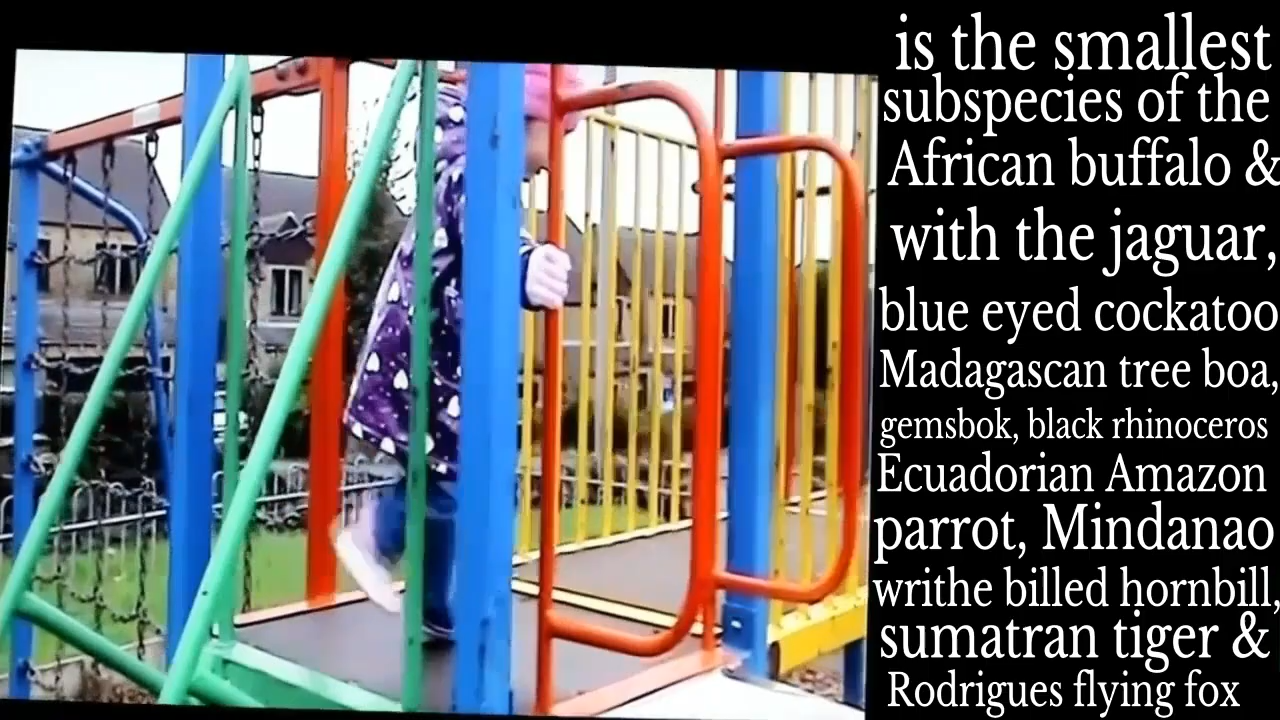 is the smallest
subspecies of the
African buffalo &
with the jaguar,
blue eyed cockatoo
Madagascan tree boa,
gemsbok, black rhinoceros
Ecuadorian Amazon
parrot, Mindanao
writhe billed hornbill,
sumatran tiger &
Rodrigues flying fox